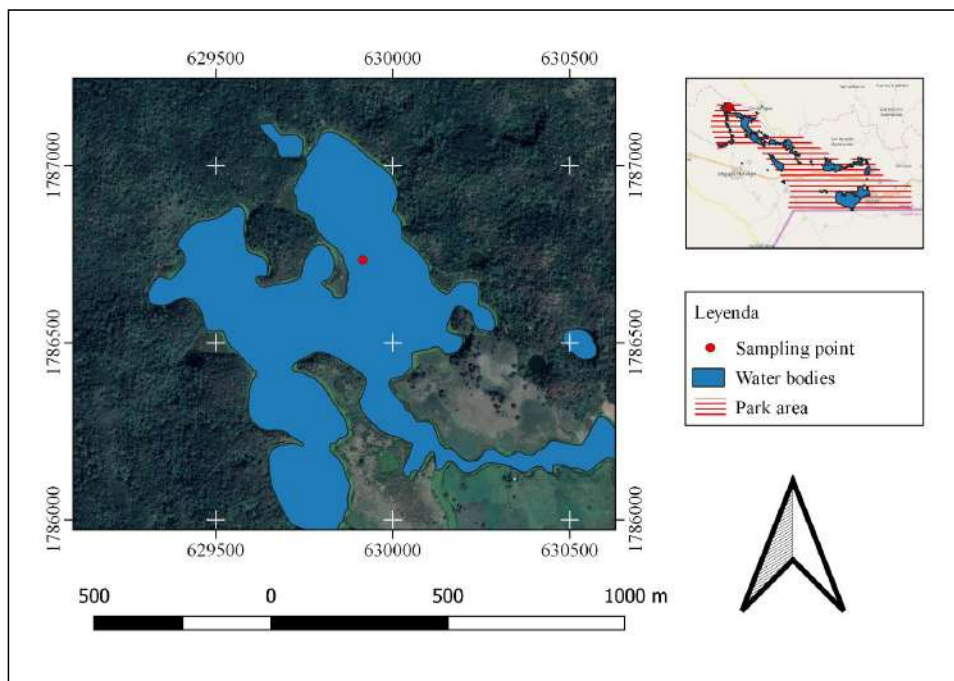 629500 630000 630500
1787000 1787000
1786500 1786500
1786000 1786000
629500 630000 630500
500 0 500 1000 m
Leyenda
Sampling point
Water bodies
Park area